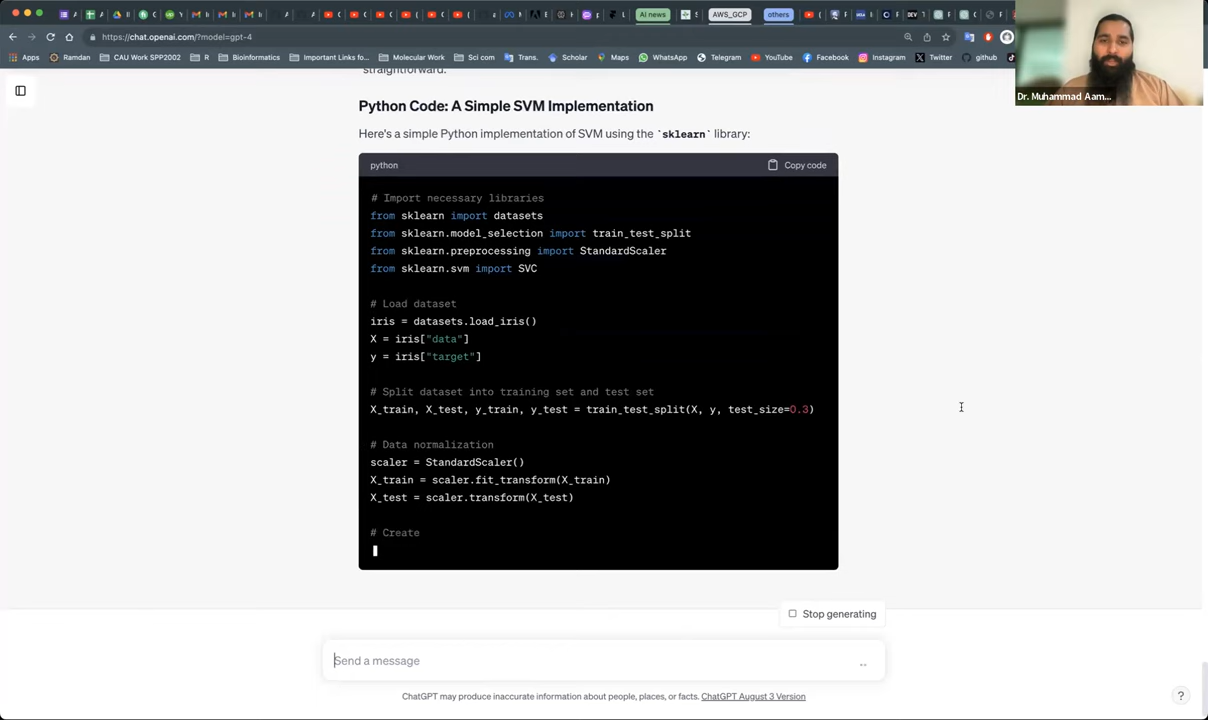 AI news
AWS_GCP
others
https://chat.openai.com/?model=gpt-4
Apps
Ramdan
CAU Work SPP2002
R
Bioinformatics
Important Links fo...
Molecular Work
Sci com
Trans.
Scholar
Maps
WhatsApp
Telegram
YouTube
Facebook
Instagram
Twitter
github
Dr. Muhammad Aam...
straightforward.
Python Code: A Simple SVM Implementation
Here's a simple Python implementation of SVM using the `sklearn` library:
python
Copy code
# Import necessary libraries
from sklearn import datasets
from sklearn.model_selection import train_test_split
from sklearn.preprocessing import StandardScaler
from sklearn.svm import SVC
# Load dataset
iris = datasets.load_iris()
X = iris["data"]
y = iris["target"]
# Split dataset into training set and test set
X_train, X_test, y_train, y_test = train_test_split(X, y, test_size=0.3)
# Data normalization
scaler = StandardScaler()
X_train = scaler.fit_transform(X_train)
X_test = scaler.transform(X_test)
# Create
Stop generating
Send a message
ChatGPT may produce inaccurate information about people, places, or facts. ChatGPT August 3 Version
?